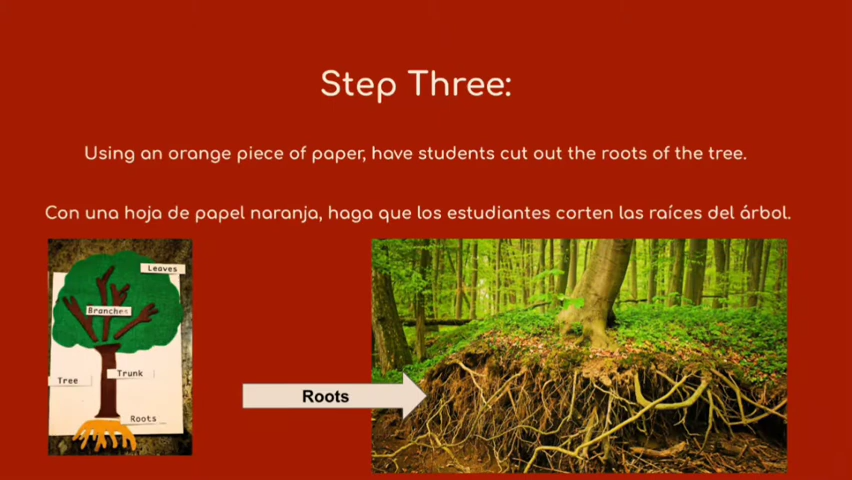 Step Three:
Using an orange piece of paper, have students cut out the roots of the tree.
Con una hoja de papel naranja, haga que los estudiantes corten las raíces del árbol.
Leaves
Branches
Tree
Trunk
Roots
Roots